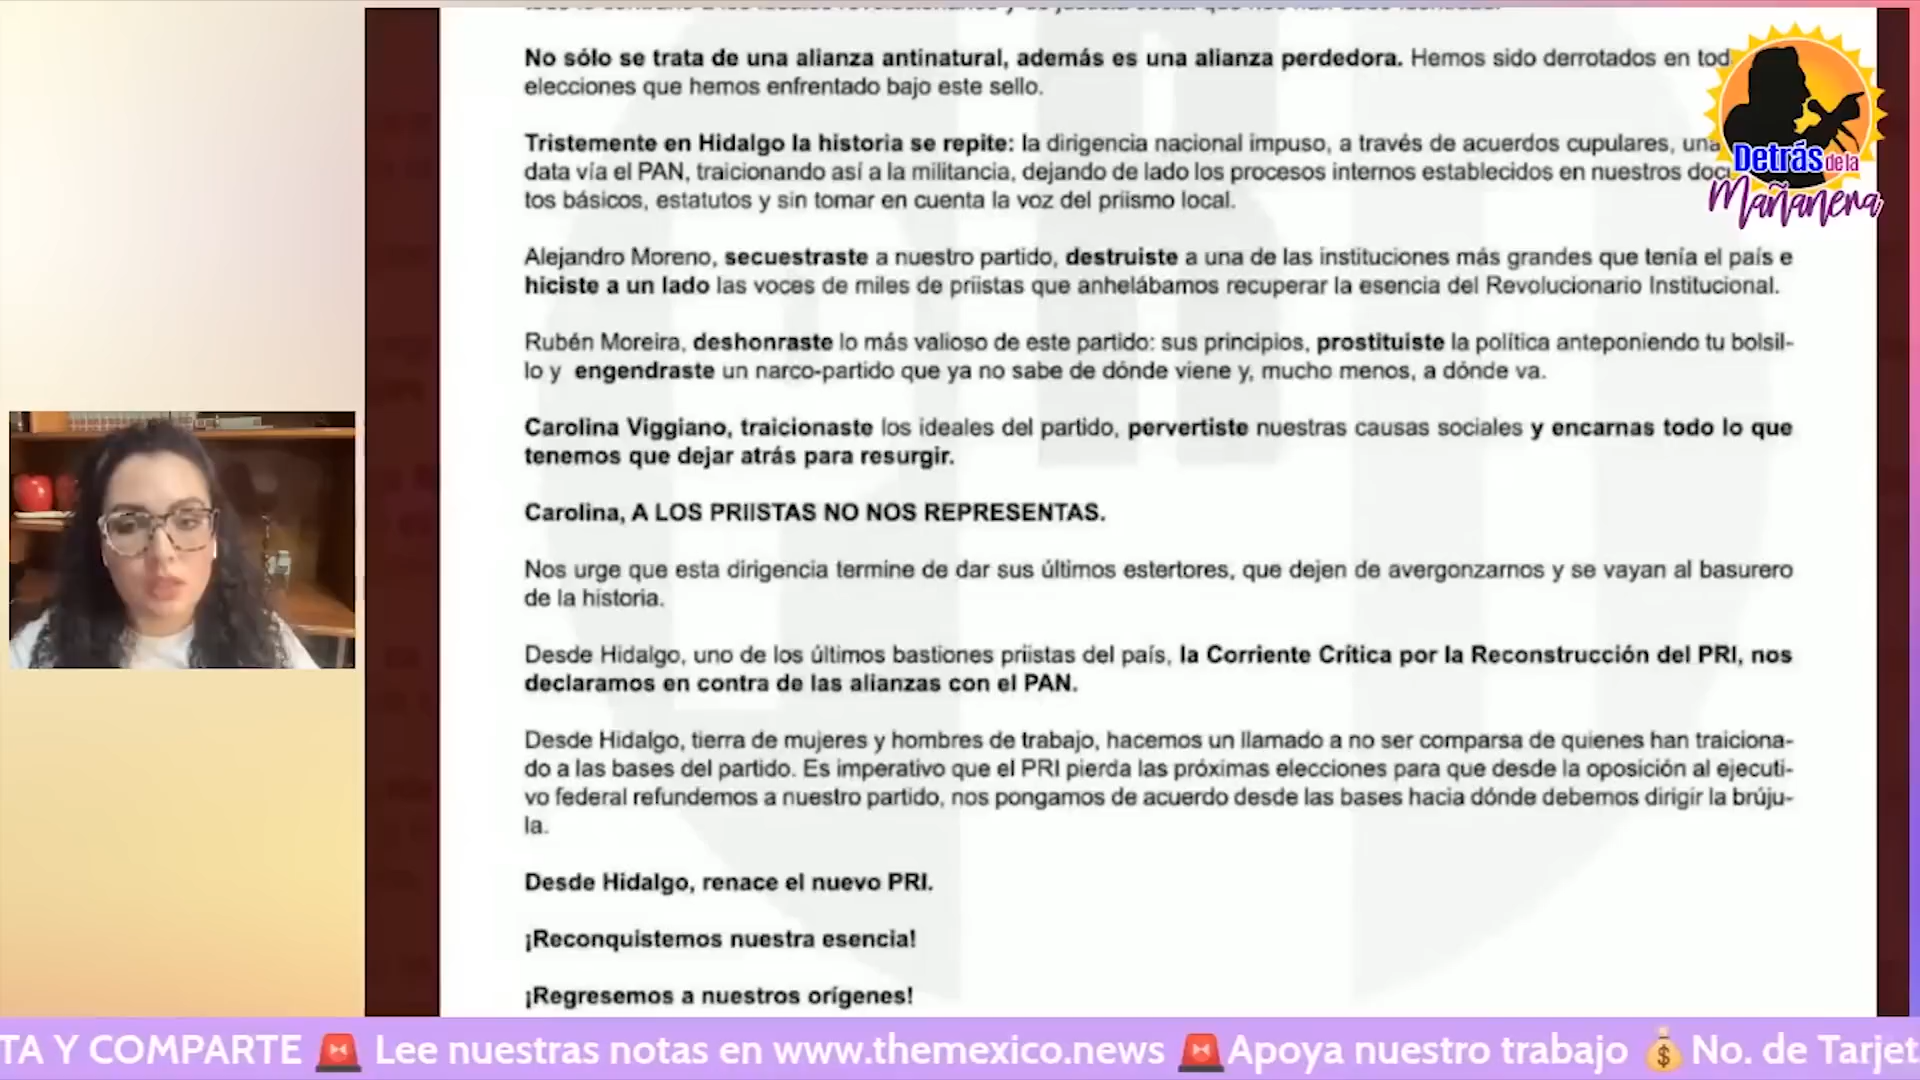 No sólo se trata de una alianza antinatural, además es una alianza perdedora. Hemos sido derrotados en tod
elecciones que hemos enfrentado bajo este sello.
Tristemente en Hidalgo la historia se repite: la dirigencia nacional impuso, a través de acuerdos cupulares, una
data vía el PAN, traicionando así a la militancia, dejando de lado los procesos internos establecidos en nuestros docu
tos básicos, estatutos y sin tomar en cuenta la voz del priismo local.
Alejandro Moreno, secuestraste a nuestro partido, destruiste a una de las instituciones más grandes que tenía el país e
hiciste a un lado las voces de miles de priistas que anhelábamos recuperar la esencia del Revolucionario Institucional.
Rubén Moreira, deshonraste lo más valioso de este partido: sus principios, prostituiste la política anteponiendo tu bolsil-
lo y engendraste un narco-partido que ya no sabe de dónde viene y, mucho menos, a dónde va.
Carolina Viggiano, traicionaste los ideales del partido, pervertiste nuestras causas sociales y encarnas todo lo que
tenemos que dejar atrás para resurgir.
Carolina, A LOS PRIISTAS NO NOS REPRESENTAS.
Nos urge que esta dirigencia termine de dar sus últimos estertores, que dejen de avergonzarnos y se vayan al basurero
de la historia.
Desde Hidalgo, uno de los últimos bastiones priistas del país, la Corriente Crítica por la Reconstrucción del PRI, nos
declaramos en contra de las alianzas con el PAN.
Desde Hidalgo, tierra de mujeres y hombres de trabajo, hacemos un llamado a no ser comparsa de quienes han traiciona-
do a las bases del partido. Es imperativo que el PRI pierda las próximas elecciones para que desde la oposición al ejecuti-
vo federal refundemos a nuestro partido, nos pongamos de acuerdo desde las bases hacia dónde debemos dirigir la brúju-
la.
Desde Hidalgo, renace el nuevo PRI.
¡Reconquistemos nuestra esencia!
¡Regresemos a nuestros orígenes!
Detrás de la
Mañanera
TA Y COMPARTE 🚨 Lee nuestras notas en www.themexico.news 🚨 Apoya nuestro trabajo 💰 No. de Tarjet